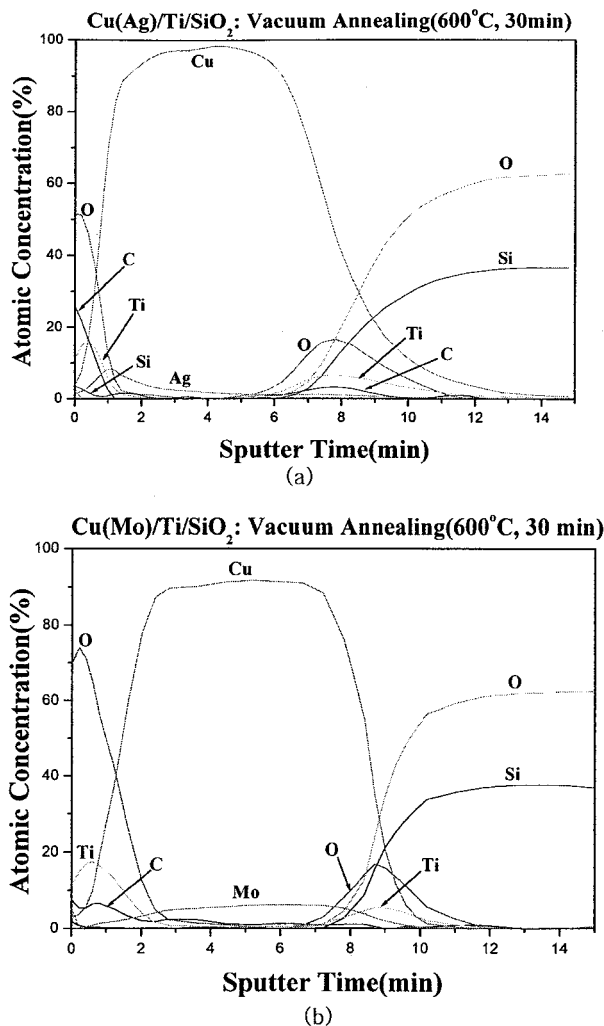 Cu(Ag)/Ti/SiO₂: Vacuum Annealing(600°C, 30min)
100
80
60
40
20
0
Atomic Concentration(%)
Cu
O
C
Ti
Si
Ag
O
Ti
C
O
Si
0 2 4 6 8 10 12 14
Sputter Time(min)
(a)
Cu(Mo)/Ti/SiO₂: Vacuum Annealing(600°C, 30 min)
100
80
60
40
20
0
Atomic Concentration(%)
Cu
O
Ti
C
Mo
O
Ti
O
Si
0 2 4 6 8 10 12 14
Sputter Time(min)
(b)